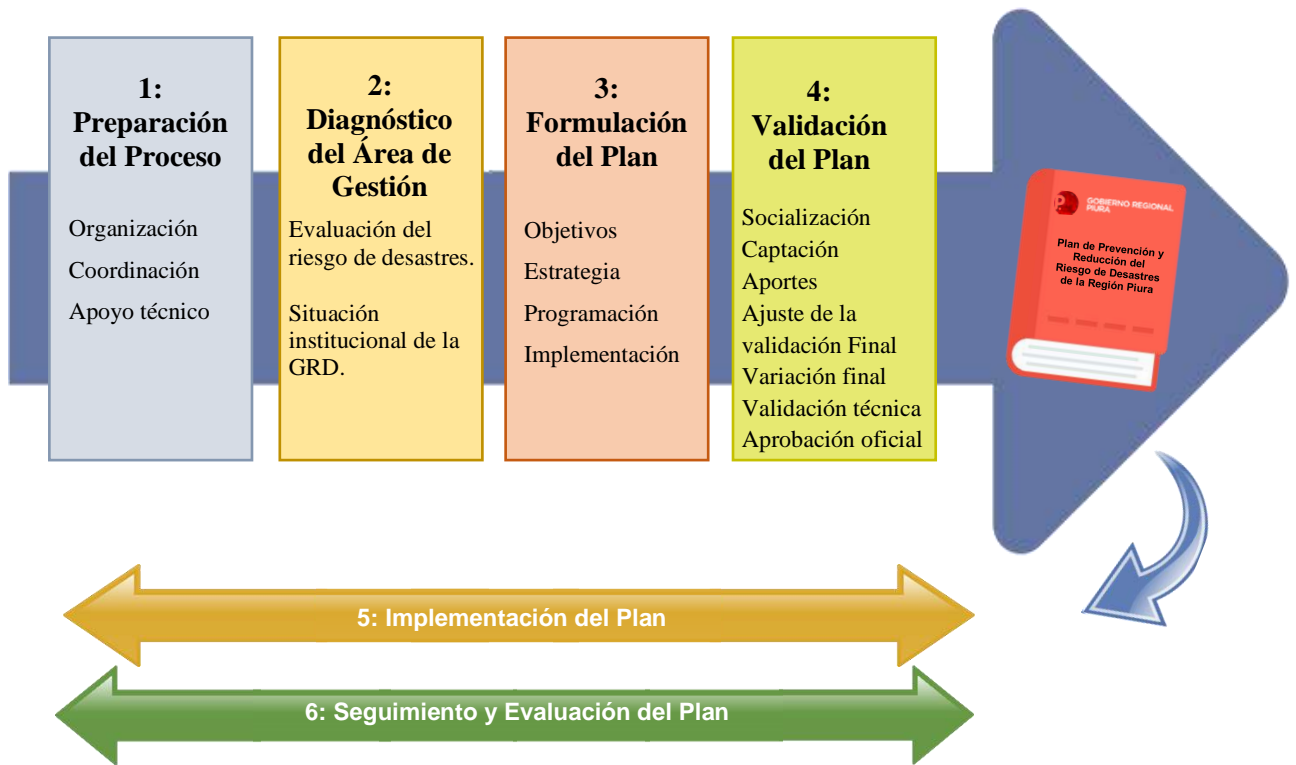 1:
Preparación
del Proceso
Organización
Coordinación
Apoyo técnico
2:
Diagnóstico
del Área de
Gestión
Evaluación del
riesgo de desastres.
Situación
institucional de la
GRD.
3:
Formulación
del Plan
Objetivos
Estrategia
Programación
Implementación
4:
Validación
del Plan
Socialización
Captación
Aportes
Ajuste de la
validación Final
Variación final
Validación técnica
Aprobación oficial
GOBIERNO REGIONAL
PIURA
Plan de Prevención y
Reducción del
Riesgo de Desastres
de la Región Piura
5: Implementación del Plan
6: Seguimiento y Evaluación del Plan